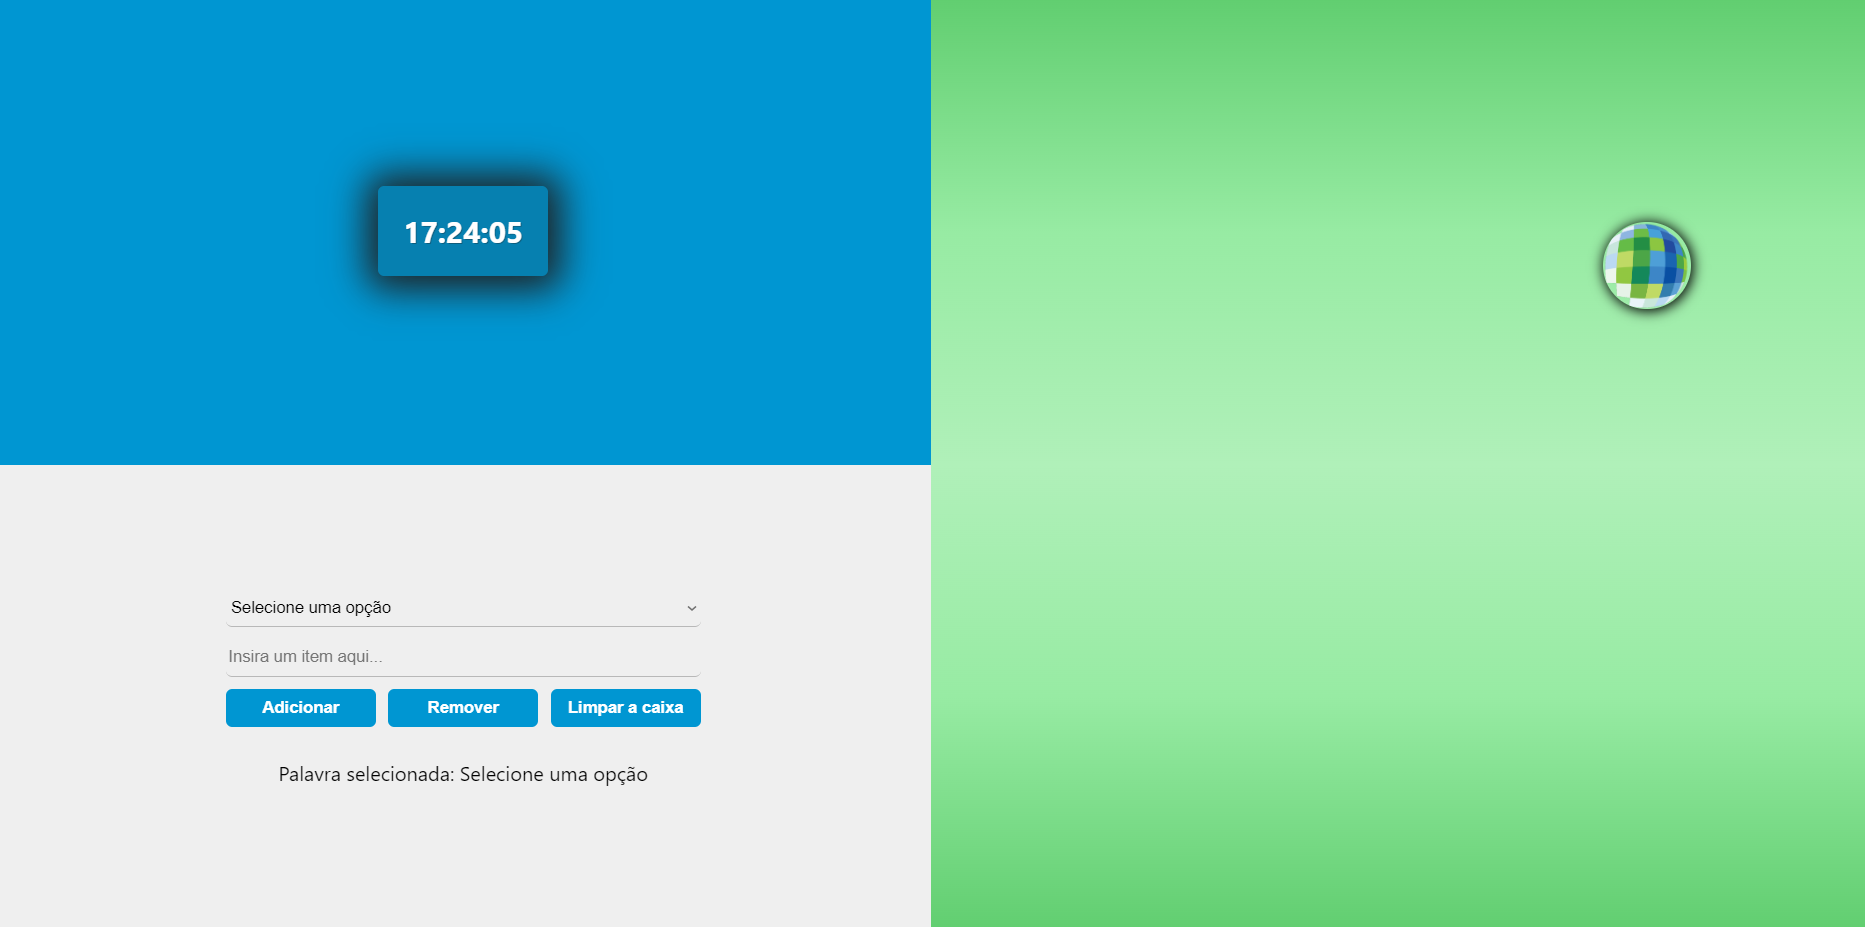 17:24:05
Selecione uma opção
Insira um item aqui...
Adicionar Remover Limpar a caixa
Palavra selecionada: Selecione uma opção